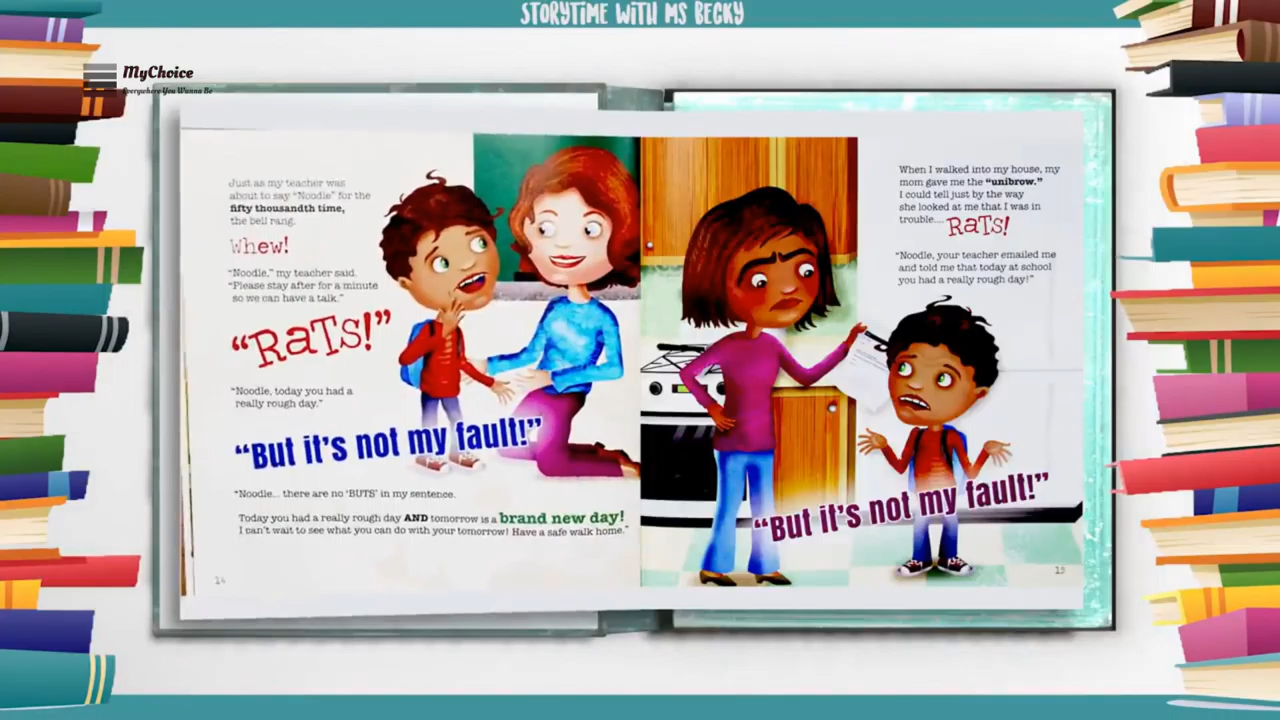 STORYTIME WITH MS BECKY
MyChoice
Everywhere You Wanna Be
Just as my teacher was
about to say "Noodle" for the
fifty thousandth time,
the bell rang.
Whew!
"Noodle," my teacher said.
"Please stay after for a minute
so we can have a talk."
"RATS!"
"Noodle, today you had a
really rough day."
"But it's not my fault!"
"Noodle... there are no 'BUTS' in my sentence.
Today you had a really rough day AND tomorrow is a brand new day!
I can't wait to see what you can do with your tomorrow! Have a safe walk home."
14
When I walked into my house, my
mom gave me the "unibrow."
I could tell just by the way
she looked at me that I was in
trouble.... RATS!
"Noodle, your teacher emailed me
and told me that today at school
you had a really rough day!"
"But it's not my fault!"
15